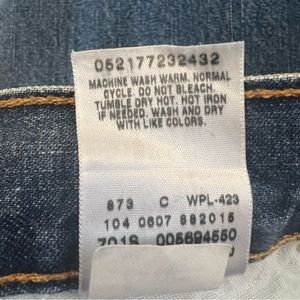 052177232432
MACHINE WASH WARM. NORMAL
CYCLE. DO NOT BLEACH.
TUMBLE DRY HOT. HOT IRON
IF NEEDED. WASH AND DRY
WITH LIKE COLORS.
873 C WPL-423
104 0607 882015
7018 005694550